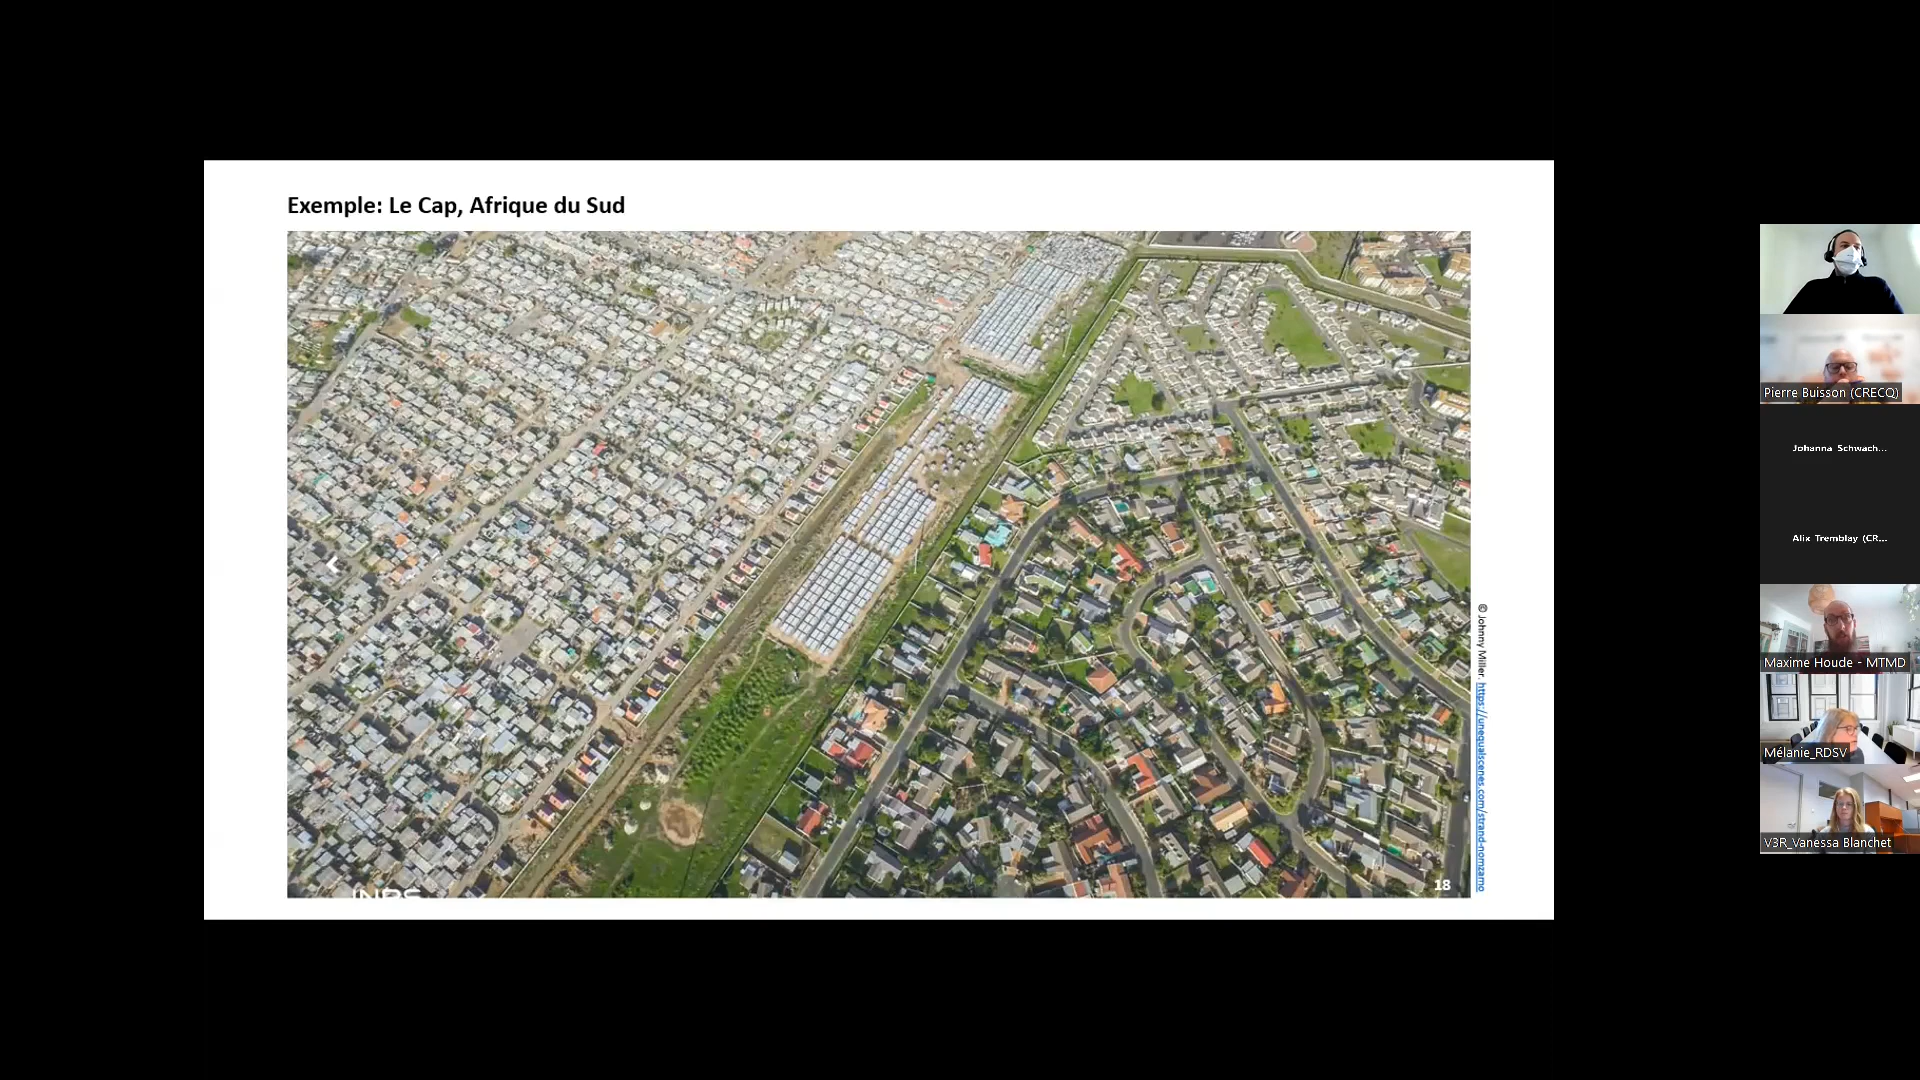 Exemple: Le Cap, Afrique du Sud
© Johnny Miller. https://unequalscenes.com/strand-nomzamo
18
Pierre Buisson (CRECQ)
Johanna Schwach...
Alix Tremblay (CR...
Maxime Houde - MTMD
Mélanie_RDSV
V3R_Vanessa Blanchet